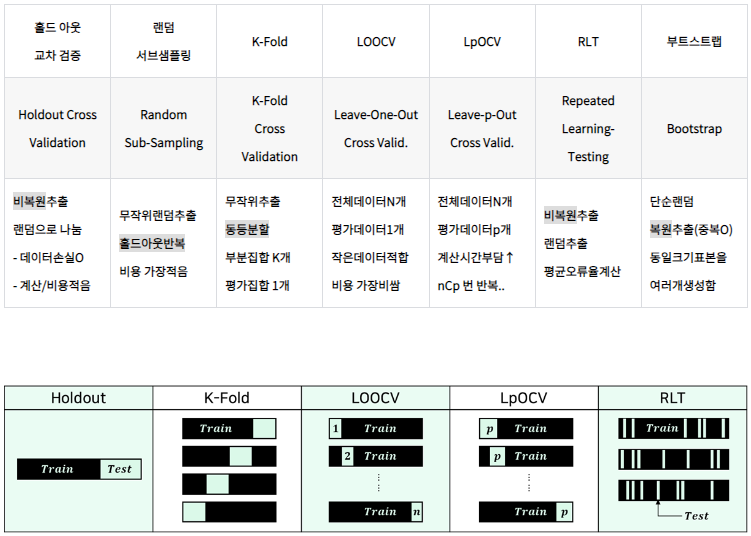 홀드 아웃
교차 검증
랜덤
서브샘플링
K-Fold
LOOCV
LpOCV
RLT
부트스트랩
Holdout Cross
Validation
Random
Sub-Sampling
K-Fold
Cross
Validation
Leave-One-Out
Cross Valid.
Leave-p-Out
Cross Valid.
Repeated
Learning-
Testing
Bootstrap
비복원추출
랜덤으로 나눔
- 데이터손실O
- 계산/비용적음
무작위랜덤추출
홀드아웃반복
비용 가장적음
무작위추출
동등분할
부분집합 K개
평가집합 1개
전체데이터N개
평가데이터1개
작은데이터적합
비용 가장비쌈
전체데이터N개
평가데이터p개
계산시간부담↑
nCp 번 반복..
비복원추출
랜덤추출
평균오류율계산
단순랜덤
복원추출(중복O)
동일크기표본을
여러개생성함
Holdout
K-Fold
LOOCV
LpOCV
RLT
Train Test
Train
1 Train
2 Train
Train n
p Train
p Train
Train p
Train
Test